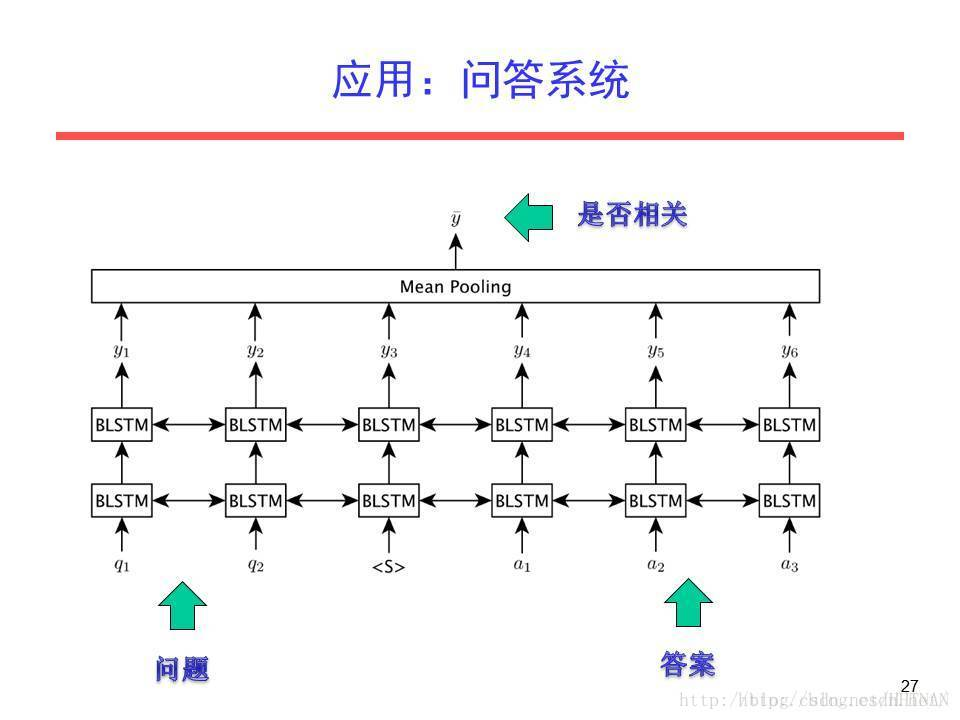 应用：问答系统
ȳ
是否相关
Mean Pooling
y1 y2 y3 y4 y5 y6
BLSTM BLSTM BLSTM BLSTM BLSTM BLSTM
BLSTM BLSTM BLSTM BLSTM BLSTM BLSTM
q1 q2 <S> a1 a2 a3
问题
答案
27